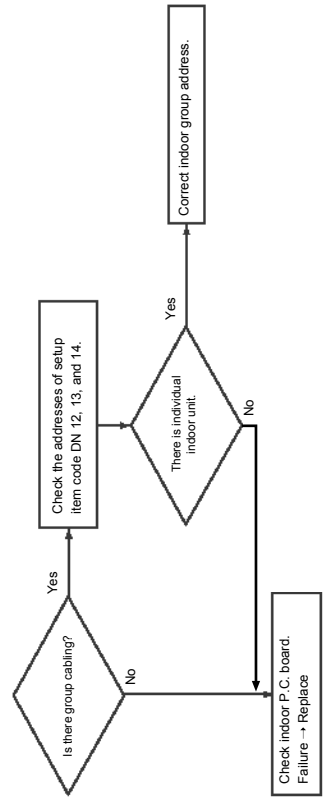 Is there group cabling?
Yes
No
Check the addresses of setup
item code DN 12, 13, and 14.
There is individual
indoor unit.
Yes
No
Correct indoor group address.
Check indoor P.C. board.
Failure → Replace